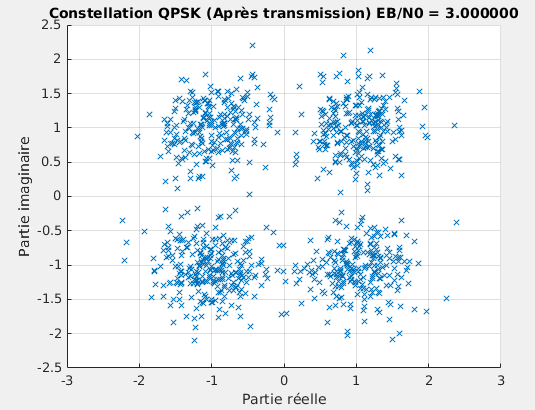 Constellation QPSK (Après transmission) EB/N0 = 3.000000
2.5
2
1.5
1
0.5
0
-0.5
-1
-1.5
-2
-2.5
Partie imaginaire
-3 -2 -1 0 1 2 3
Partie réelle